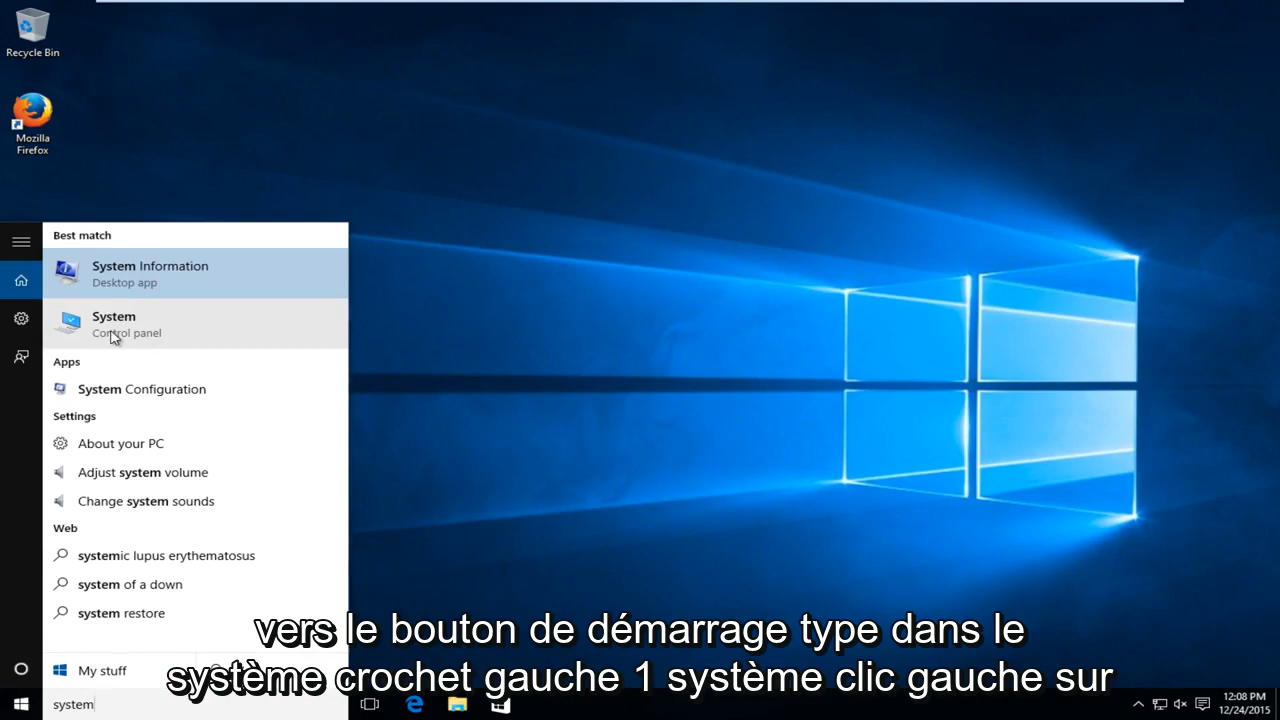 Recycle Bin
Mozilla
Firefox
Best match
System Information
Desktop app
System
Control panel
Apps
System Configuration
Settings
About your PC
Adjust system volume
Change system sounds
Web
systemic lupus erythematosus
system of a down
system restore
vers le bouton de démarrage type dans le
système crochet gauche 1 système clic gauche sur
My stuff
system
12:08 PM
12/24/2015